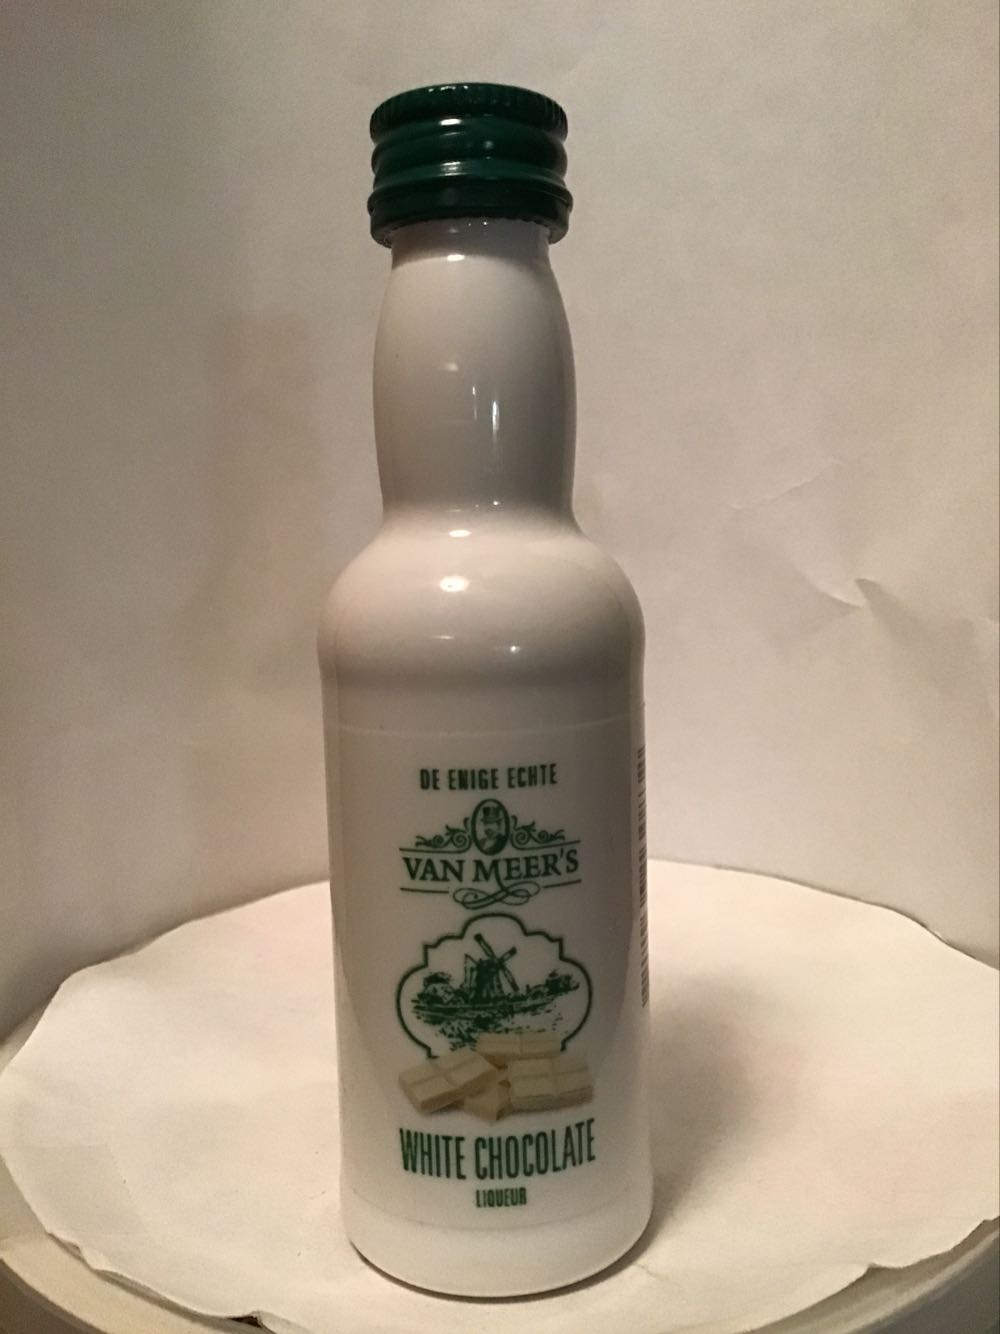 DE ENIGE ECHTE
VAN MEER'S
WHITE CHOCOLATE
LIQUEUR